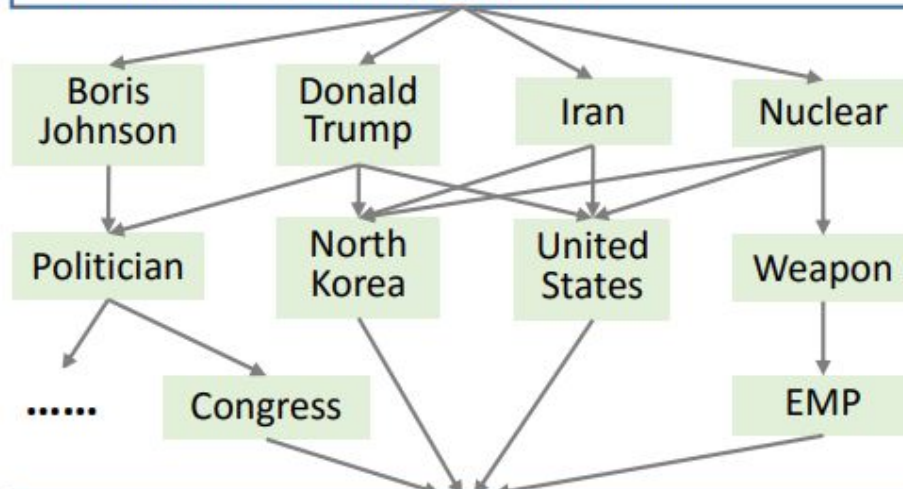 Boris
Johnson
Donald
Trump
Iran
Nuclear
Politician
North
Korea
United
States
Weapon
......
Congress
EMP